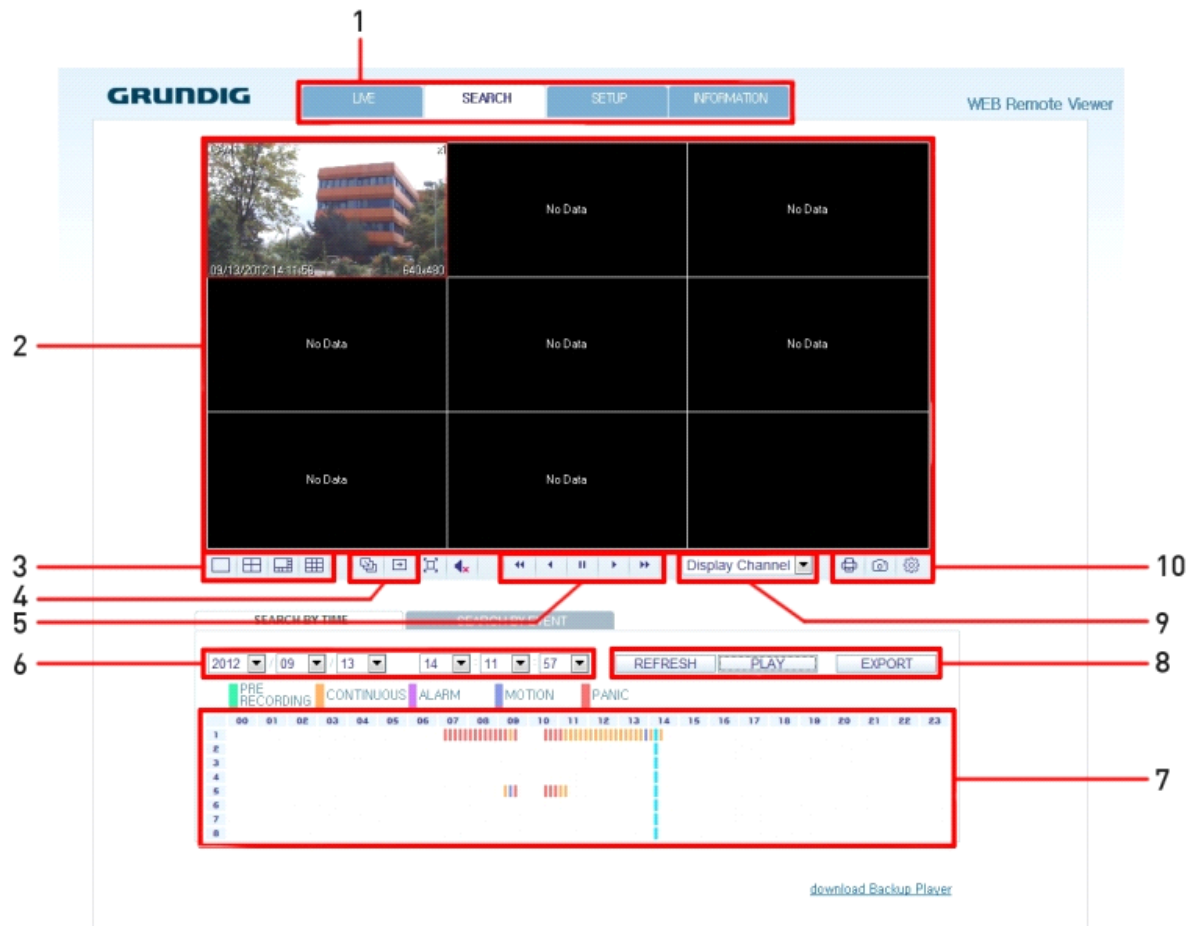 1
GRUNDIG
LIVE SEARCH SETUP INFORMATION
WEB Remote Viewer
x1
No Data No Data
09/13/2012 14:11:58 640x480
2
No Data No Data No Data
No Data No Data
3
Display Channel
10
4
5
9
SEARCH BY TIME SEARCH BY EVENT
6
2012 / 09 / 13 14 : 11 : 57
REFRESH PLAY EXPORT
8
PRE RECORDING CONTINUOUS ALARM MOTION PANIC
00 01 02 03 04 05 06 07 08 09 10 11 12 13 14 15 16 17 18 19 20 21 22 23
1
2
3
4
5
6
7
8
7
download Backup Player